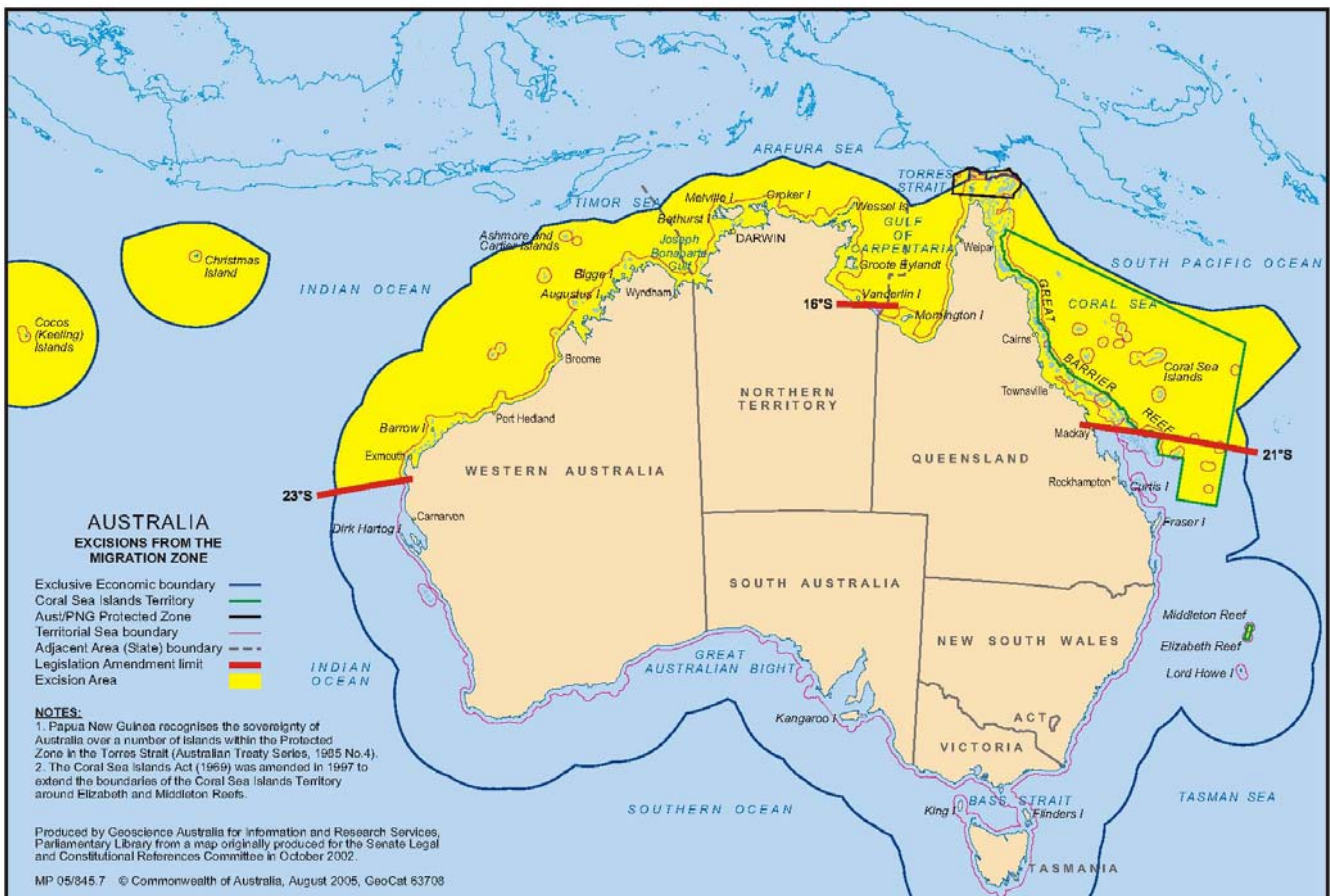 ARAFURA SEA
TORRES
STRAIT
TIMOR SEA
Melville I
Croker I
Bathurst I
DARWIN
Wessel Is
GULF
OF
CARPENTARIA
Weipa
Ashmore and
Cartier Islands
Joseph
Bonaparte
Gulf
Groote Eylandt
Christmas
Island
INDIAN OCEAN
Bigge I
Augustus I
Wyndham
Vanderlin I
16°S
Mornington I
SOUTH PACIFIC OCEAN
CORAL SEA
GREAT
BARRIER
REEF
Cairns
Coral Sea
Islands
Cocos
(Keeling)
Islands
Broome
Townsville
NORTHERN
TERRITORY
Port Hedland
Barrow I
Exmouth
Mackay
21°S
WESTERN AUSTRALIA
QUEENSLAND
Rockhampton
Curtis I
23°S
Carnarvon
Dirk Hartog I
Fraser I
AUSTRALIA
EXCISIONS FROM THE
MIGRATION ZONE
Exclusive Economic boundary
Coral Sea Islands Territory
Aust/PNG Protected Zone
Territorial Sea boundary
Adjacent Area (State) boundary
Legislation Amendment limit
Excision Area
SOUTH AUSTRALIA
NEW SOUTH WALES
Middleton Reef
Elizabeth Reef
Lord Howe I
INDIAN
OCEAN
GREAT
AUSTRALIAN BIGHT
Kangaroo I
ACT
VICTORIA
NOTES:
1. Papua New Guinea recognises the sovereignty of
Australia over a number of islands within the Protected
Zone in the Torres Strait (Australian Treaty Series, 1985 No.4).
2. The Coral Sea Islands Act (1969) was amended in 1997 to
extend the boundaries of the Coral Sea Islands Territory
around Elizabeth and Middleton Reefs.
SOUTHERN OCEAN
King I
BASS STRAIT
Flinders I
TASMAN SEA
TASMANIA
Produced by Geoscience Australia for Information and Research Services,
Parliamentary Library from a map originally produced for the Senate Legal
and Constitutional References Committee in October 2002.
MP 05/845.7 © Commonwealth of Australia, August 2005, GeoCat 63708